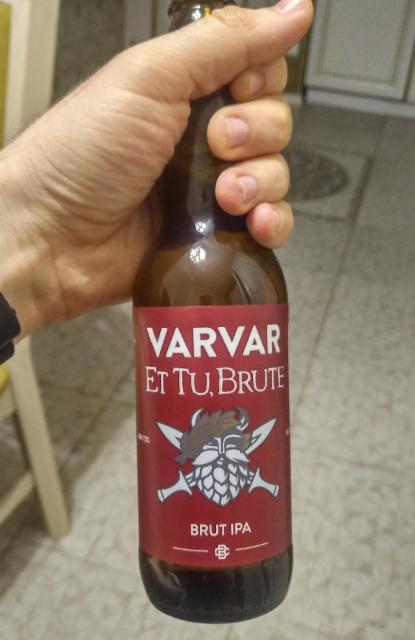 VARVAR
ET TU, BRUTE
BRUT IPA